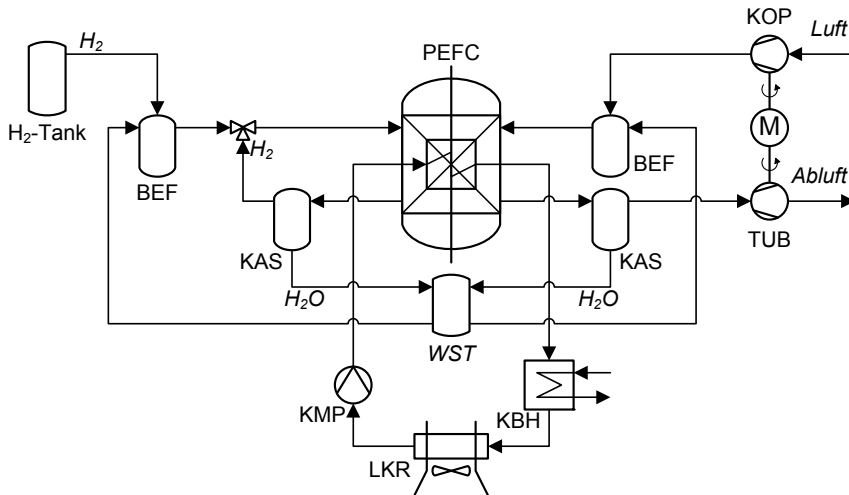 KOP
Luft
H₂
PEFC
H₂-Tank
M
BEF
H₂
BEF
Abluft
KAS
KAS
TUB
H₂O
H₂O
WST
KMP
KBH
LKR